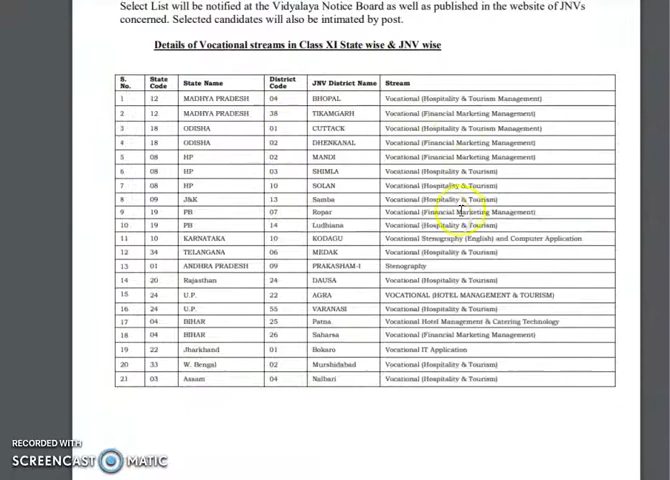 Select List will be notified at the Vidyalaya Notice Board as well as published in the website of JNVs
concerned. Selected candidates will also be intimated by post.
Details of Vocational streams in Class XI State wise & JNV wise
S. No. State Code State Name District Code JNV District Name Stream
1 12 MADHYA PRADESH 04 BHOPAL Vocational (Hospitality & Tourism Management)
2 12 MADHYA PRADESH 38 TIKAMGARH Vocational (Financial Marketing Management)
3 18 ODISHA 01 CUTTACK Vocational (Hospitality & Tourism Management)
4 18 ODISHA 02 DHENKANAL Vocational (Financial Marketing Management)
5 08 HP 02 MANDI Vocational (Financial Marketing Management)
6 08 HP 03 SHIMLA Vocational (Hospitality & Tourism)
7 08 HP 10 SOLAN Vocational (Hospitality & Tourism)
8 09 J&K 13 Samba Vocational (Hospitality & Tourism)
9 19 PB 07 Ropar Vocational (Financial Marketing Management)
10 19 PB 14 Ludhiana Vocational (Hospitality & Tourism)
11 10 KARNATAKA 10 KODAGU Vocational Stenography (English) and Computer Application
12 34 TELANGANA 06 MEDAK Vocational (Hospitality & Tourism)
13 01 ANDHRA PRADESH 09 PRAKASHAM-I Stenography
14 20 Rajasthan 24 DAUSA Vocational (Hospitality & Tourism)
15 24 U.P. 22 AGRA VOCATIONAL (HOTEL MANAGEMENT & TOURISM)
16 24 U.P. 55 VARANASI Vocational (Hospitality & Tourism)
17 04 BIHAR 25 Patna Vocational Hotel Management & Catering Technology
18 04 BIHAR 26 Saharsa Vocational (Financial Marketing Management)
19 22 Jharkhand 01 Bokaro Vocational IT Application
20 33 W. Bengal 02 Murshidabad Vocational (Hospitality & Tourism)
21 03 Assam 04 Nalbari Vocational (Hospitality & Tourism)
RECORDED WITH
SCREENCAST MATIC